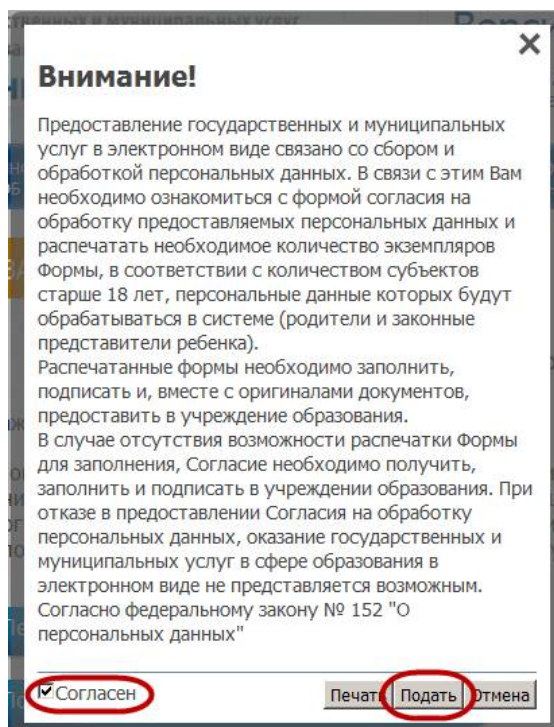 Внимание!
Предоставление государственных и муниципальных
услуг в электронном виде связано со сбором и
обработкой персональных данных. В связи с этим Вам
необходимо ознакомиться с формой согласия на
обработку предоставляемых персональных данных и
распечатать необходимое количество экземпляров
Формы, в соответствии с количеством субъектов
старше 18 лет, персональные данные которых будут
обрабатываться в системе (родители и законные
представители ребенка).
Распечатанные формы необходимо заполнить,
подписать и, вместе с оригиналами документов,
предоставить в учреждение образования.
В случае отсутствия возможности распечатки Формы
для заполнения, Согласие необходимо получить,
заполнить и подписать в учреждении образования. При
отказе в предоставлении Согласия на обработку
персональных данных, оказание государственных и
муниципальных услуг в сфере образования в
электронном виде не представляется возможным.
Согласно федеральному закону № 152 "О
персональных данных"
Согласен Печать Подать Отмена